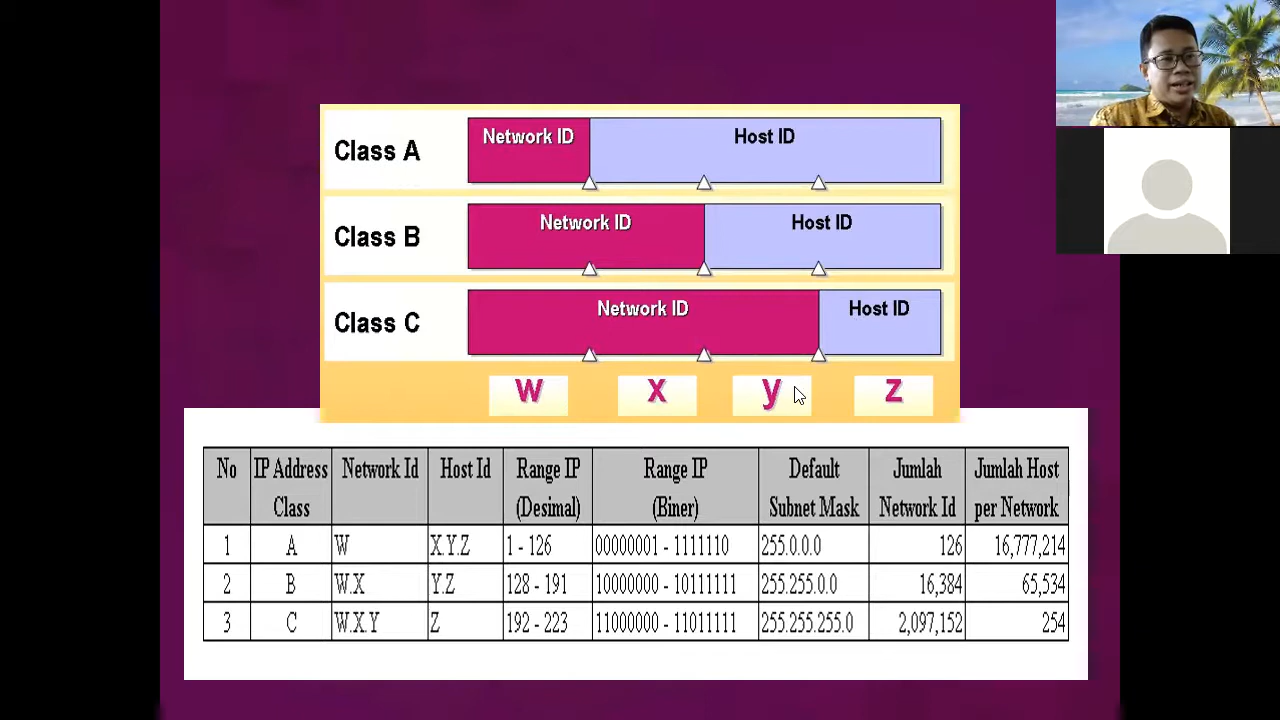 Class A
Network ID
Host ID
Class B
Network ID
Host ID
Class C
Network ID
Host ID
w x y z
No IP Address Class Network Id Host Id Range IP (Desimal) Range IP (Biner) Default Subnet Mask Jumlah Network Id Jumlah Host per Network
1 A W X.Y.Z 1 - 126 00000001 - 1111110 255.0.0.0 126 16,777,214
2 B W.X Y.Z 128 - 191 10000000 - 10111111 255.255.0.0 16,384 65,534
3 C W.X.Y Z 192 - 223 11000000 - 11011111 255.255.255.0 2,097,152 254